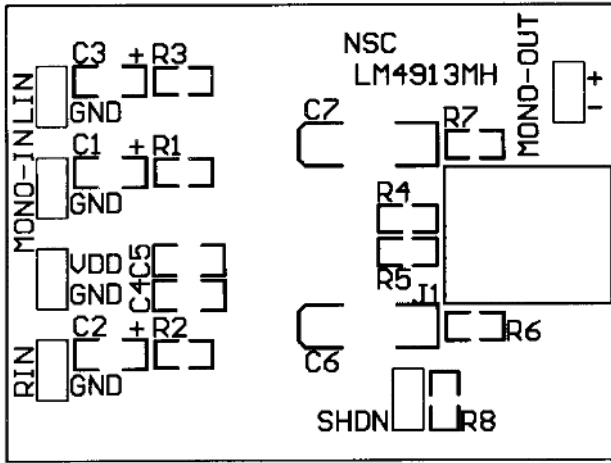 C3 + R3
NSC
LM4913MH
MONO-OUT
+
-
LIN
GND
C7
R7
C1 + R1
MONO-IN
GND
R4
VDD
C5
R5
GND
C4
J1
C2 + R2
RIN
GND
C6
R6
SHDN
R8